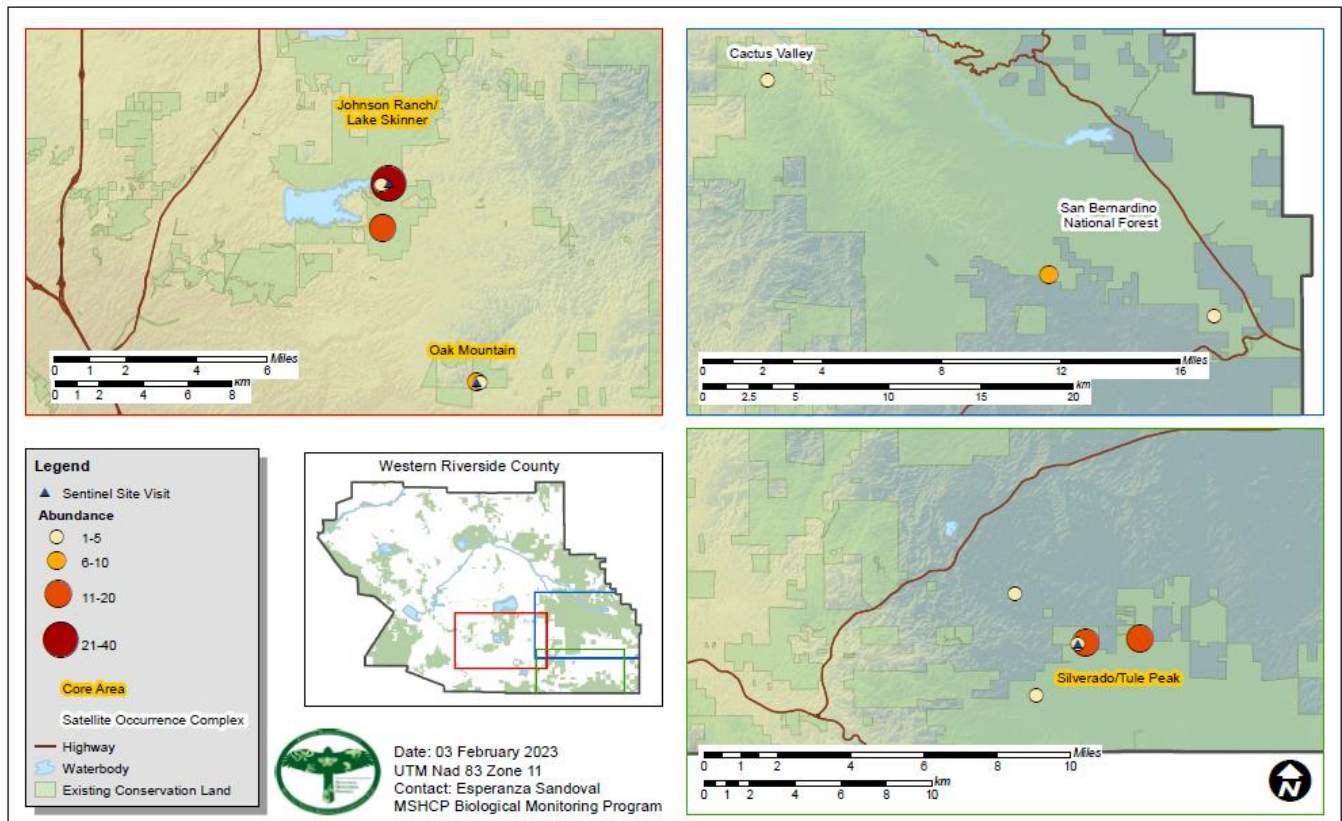 Johnson Ranch/
Lake Skinner
Oak Mountain
Miles
0 1 2 4 6
km
0 1 2 4 6 8
Cactus Valley
San Bernardino
National Forest
Miles
0 2 4 8 12 16
km
0 2.5 5 10 15 20
Legend
Sentinel Site Visit
Abundance
1-5
6-10
11-20
21-40
Core Area
Satellite Occurrence Complex
Highway
Waterbody
Existing Conservation Land
Western Riverside County
Date: 03 February 2023
UTM Nad 83 Zone 11
Contact: Esperanza Sandoval
MSHCP Biological Monitoring Program
Silverado/Tule Peak
Miles
0 1 2 4 6 8 10
km
0 1 2 4 6 8 10
N